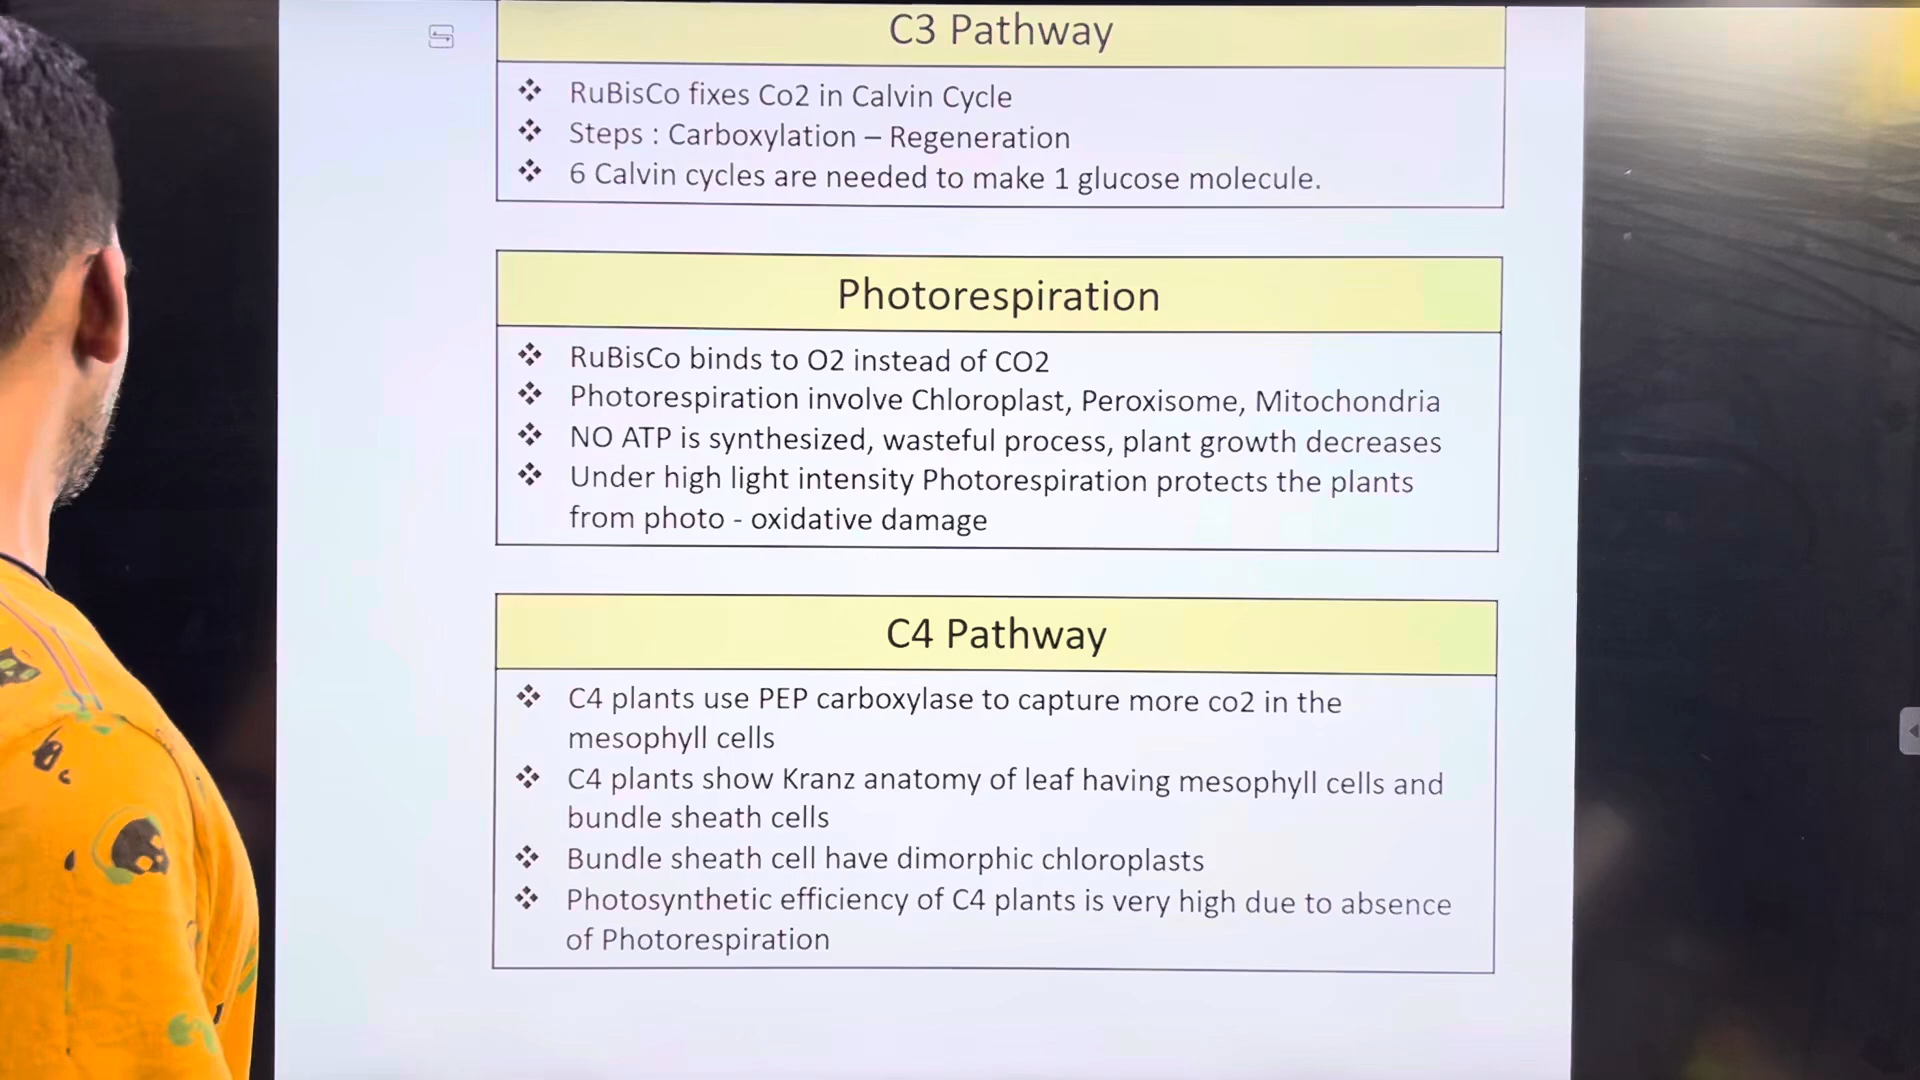 C3 Pathway
❖ RuBisCo fixes Co2 in Calvin Cycle
❖ Steps : Carboxylation – Regeneration
❖ 6 Calvin cycles are needed to make 1 glucose molecule.
Photorespiration
❖ RuBisCo binds to O2 instead of CO2
❖ Photorespiration involve Chloroplast, Peroxisome, Mitochondria
❖ NO ATP is synthesized, wasteful process, plant growth decreases
❖ Under high light intensity Photorespiration protects the plants
from photo - oxidative damage
C4 Pathway
❖ C4 plants use PEP carboxylase to capture more co2 in the
mesophyll cells
❖ C4 plants show Kranz anatomy of leaf having mesophyll cells and
bundle sheath cells
❖ Bundle sheath cell have dimorphic chloroplasts
❖ Photosynthetic efficiency of C4 plants is very high due to absence
of Photorespiration